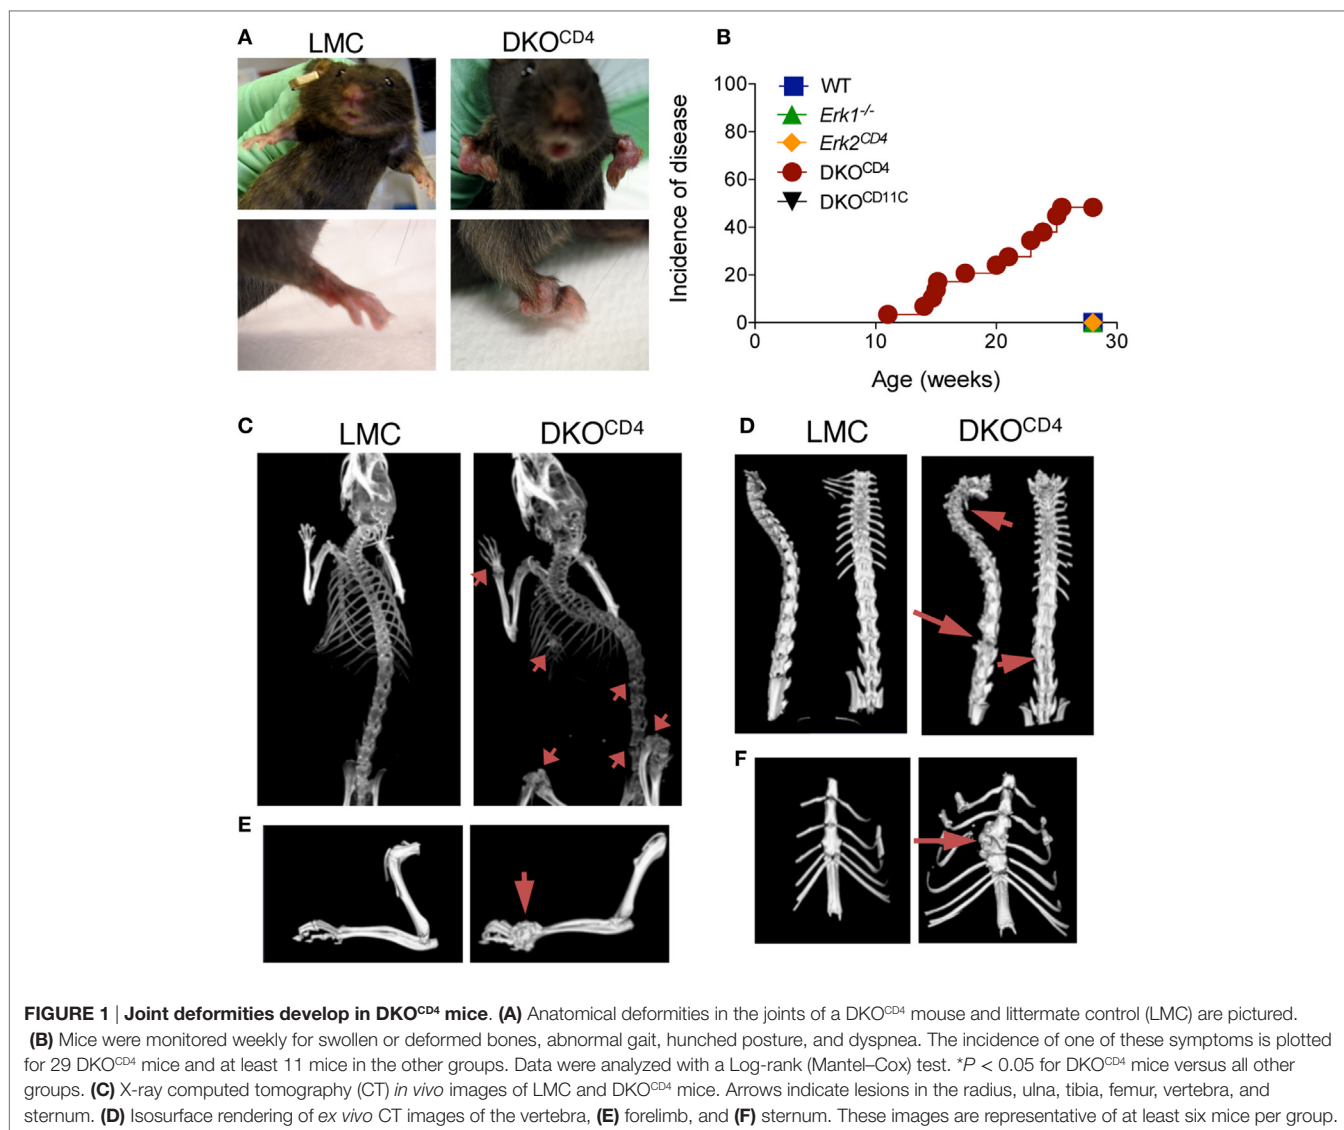 A
LMC
DKO^CD4
B
Incidence of disease
100
80
60
40
20
0
WT
Erk1-/-
Erk2CD4
DKOCD4
DKOCD11C
0
10
20
30
Age (weeks)
C
LMC
DKOCD4
D
LMC
DKOCD4
E
F
FIGURE 1 | Joint deformities develop in DKOCD4 mice. (A) Anatomical deformities in the joints of a DKOCD4 mouse and littermate control (LMC) are pictured.
(B) Mice were monitored weekly for swollen or deformed bones, abnormal gait, hunched posture, and dyspnea. The incidence of one of these symptoms is plotted
for 29 DKOCD4 mice and at least 11 mice in the other groups. Data were analyzed with a Log-rank (Mantel–Cox) test. *P < 0.05 for DKOCD4 mice versus all other
groups. (C) X-ray computed tomography (CT) in vivo images of LMC and DKOCD4 mice. Arrows indicate lesions in the radius, ulna, tibia, femur, vertebra, and
sternum. (D) Isosurface rendering of ex vivo CT images of the vertebra, (E) forelimb, and (F) sternum. These images are representative of at least six mice per group.